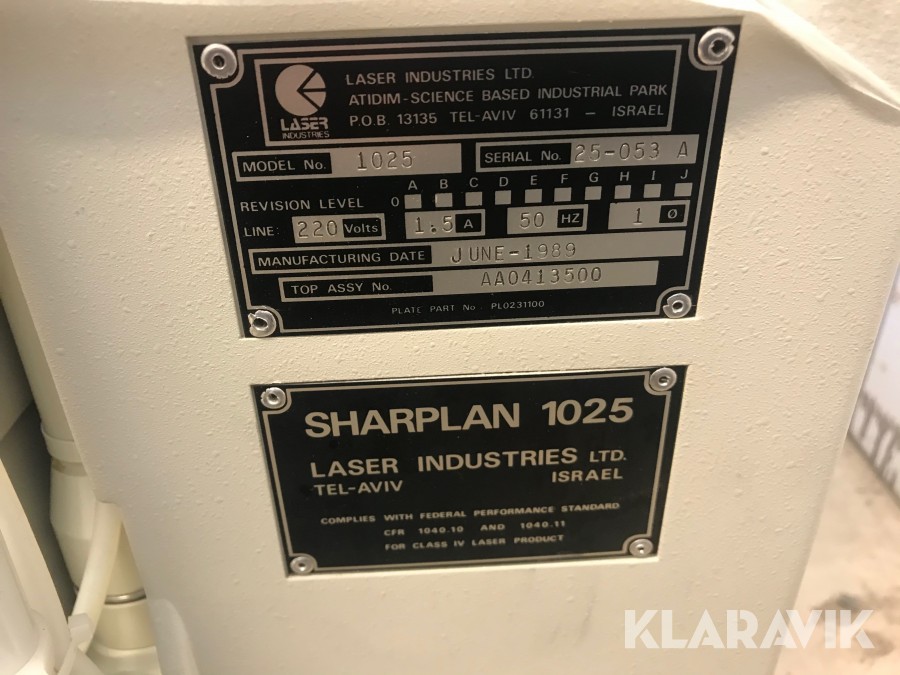 LASER INDUSTRIES LTD.
ATIDIM-SCIENCE BASED INDUSTRIAL PARK
P.O.B. 13135 TEL-AVIV 61131 — ISRAEL
LASER
INDUSTRIES
MODEL No. 1025 SERIAL No. 25-053 A
A B C D E F G H I J
REVISION LEVEL 0
LINE: 220 Volts 1.5 A 50 HZ 1 Ø
MANUFACTURING DATE JUNE-1989
TOP ASSY No. AA0413500
PLATE PART No PL0231100
SHARPLAN 1025
LASER INDUSTRIES LTD.
TEL-AVIV ISRAEL
COMPLIES WITH FEDERAL PERFORMANCE STANDARD
CFR 1040.10 AND 1040.11
FOR CLASS IV LASER PRODUCT
KLARAVIK